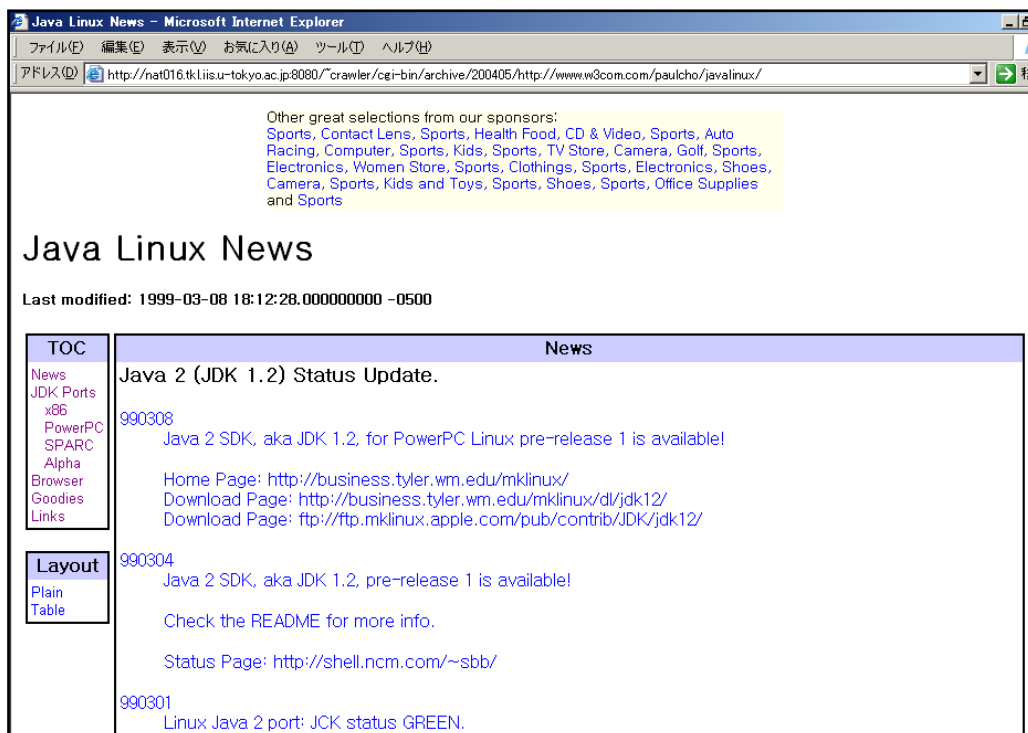 Java Linux News - Microsoft Internet Explorer
ファイル(F) 編集(E) 表示(V) お気に入り(A) ツール(T) ヘルプ(H)
アドレス(D) http://nat016.tkl.iis.u-tokyo.ac.jp:8080/~crawler/cgi-bin/archive/200405/http://www.w3com.com/paulcho/javalinux/
Other great selections from our sponsors:
Sports, Contact Lens, Sports, Health Food, CD & Video, Sports, Auto
Racing, Computer, Sports, Kids, Sports, TV Store, Camera, Golf, Sports,
Electronics, Women Store, Sports, Clothings, Sports, Electronics, Shoes,
Camera, Sports, Kids and Toys, Sports, Shoes, Sports, Office Supplies
and Sports
Java Linux News
Last modified: 1999-03-08 18:12:28.000000000 -0500
TOC
News
JDK Ports
x86
PowerPC
SPARC
Alpha
Browser
Goodies
Links
Layout
Plain
Table
News
Java 2 (JDK 1.2) Status Update.
990308
Java 2 SDK, aka JDK 1.2, for PowerPC Linux pre-release 1 is available!
Home Page: http://business.tyler.wm.edu/mklinux/
Download Page: http://business.tyler.wm.edu/mklinux/dl/jdk12/
Download Page: ftp://ftp.mklinux.apple.com/pub/contrib/JDK/jdk12/
990304
Java 2 SDK, aka JDK 1.2, pre-release 1 is available!
Check the README for more info.
Status Page: http://shell.ncm.com/~sbb/
990301
Linux Java 2 port: JCK status GREEN.